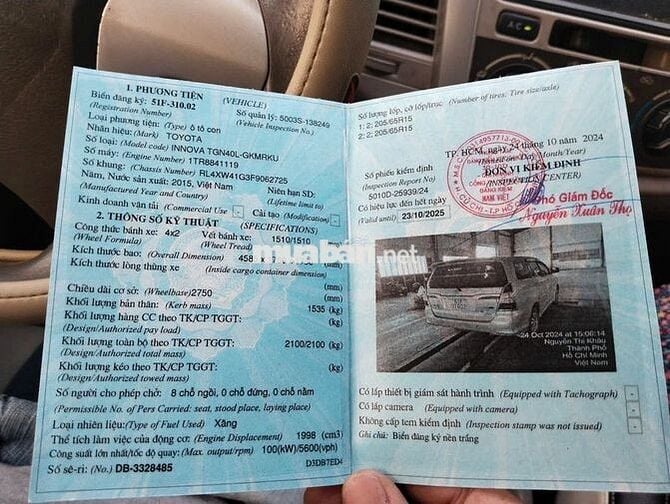 1. PHƯƠNG TIỆN (VEHICLE)
Biển đăng ký: 51F-310.02 Số quản lý: 5003S-138249
(Registration Number) (Vehicle Inspection No.)
Loại phương tiện: (Type) ô tô con
Nhãn hiệu: (Mark) TOYOTA
Số loại: (Model code) INNOVA TGN40L-GKMRKU
Số máy: (Engine Number) 1TR8841119
Số khung: (Chassis Number) RL4XW41G3F9062725
Năm, Nước sản xuất: 2015, Việt Nam Niên hạn SD:
(Manufactured Year and Country) (Lifetime limit to)
Kinh doanh vận tải (Commercial Use) - Cải tạo (Modification) -
2. THÔNG SỐ KỸ THUẬT (SPECIFICATIONS)
Công thức bánh xe: 4x2 Vết bánh xe: 1510/1510
(Wheel Formula) (Wheel Tread) (mm)
Kích thước bao: (Overall Dimension) 458
Kích thước lòng thùng xe (mm)
(Inside cargo container dimension)
Chiều dài cơ sở: (Wheelbase) 2750 (mm)
Khối lượng bản thân: (Kerb mass) 1535 (kg)
Khối lượng hàng CC theo TK/CP TGGT: (kg)
(Design/Authorized pay load)
Khối lượng toàn bộ theo TK/CP TGGT: 2100/2100 (kg)
(Design/Authorized total mass)
Khối lượng kéo theo TK/CP TGGT: (kg)
(Design/Authorized towed mass)
Số người cho phép chở: 8 chỗ ngồi, 0 chỗ đứng, 0 chỗ nằm
(Permissible No. of Pers Carried: seat, stood place, laying place)
Loại nhiên liệu: (Type of Fuel Used) Xăng
Thể tích làm việc của động cơ: (Engine Displacement) 1998 (cm3)
Công suất lớn nhất/tốc độ quay: (Max. output/rpm) 100(kW)/5600(vph)
Số sê-ri: (No.) DB-3328485 D3DBTED4
Số lượng lốp, cỡ lốp/trục (Number of tires; Tire size/axle)
1: 2; 205/65R15
2: 2; 205/65R15
TP. HCM, ngày 24 tháng 10 năm 2024
(Issued on: Day/Month/Year)
Số phiếu kiểm định ĐƠN VỊ KIỂM ĐỊNH
(Inspection Report No) (INSPECTION CENTER)
5010D-25939/24
Có hiệu lực đến hết ngày
(Valid until) 23/10/2025
Phó Giám Đốc
Nguyễn Xuân Thọ
ĐĂNG KIỂM
NAM VIỆT
muaban.net
24 Oct 2024 at 15:06:14
Nguyễn Thị Khâu
Thành Phố
Hồ Chí Minh
Việt Nam
Có lắp thiết bị giám sát hành trình (Equipped with Tachograph) -
Có lắp camera (Equipped with camera) -
Không cấp tem kiểm định (Inspection stamp was not issued) -
Ghi chú: Biển đăng ký nền trắng
A/C